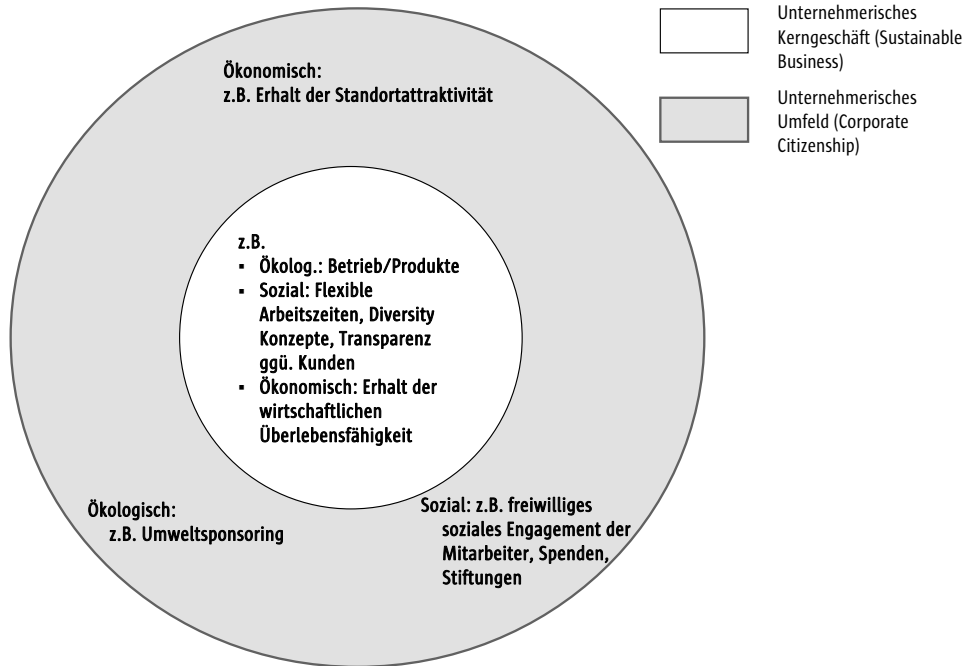 Unternehmerisches
Kerngeschäft (Sustainable
Business)
Unternehmerisches
Umfeld (Corporate
Citizenship)
Ökonomisch:
z.B. Erhalt der Standortattraktivität
z.B.
▪ Ökolog.: Betrieb/Produkte
▪ Sozial: Flexible
Arbeitszeiten, Diversity
Konzepte, Transparenz
ggü. Kunden
▪ Ökonomisch: Erhalt der
wirtschaftlichen
Überlebensfähigkeit
Ökologisch:
z.B. Umweltsponsoring
Sozial: z.B. freiwilliges
soziales Engagement der
Mitarbeiter, Spenden,
Stiftungen